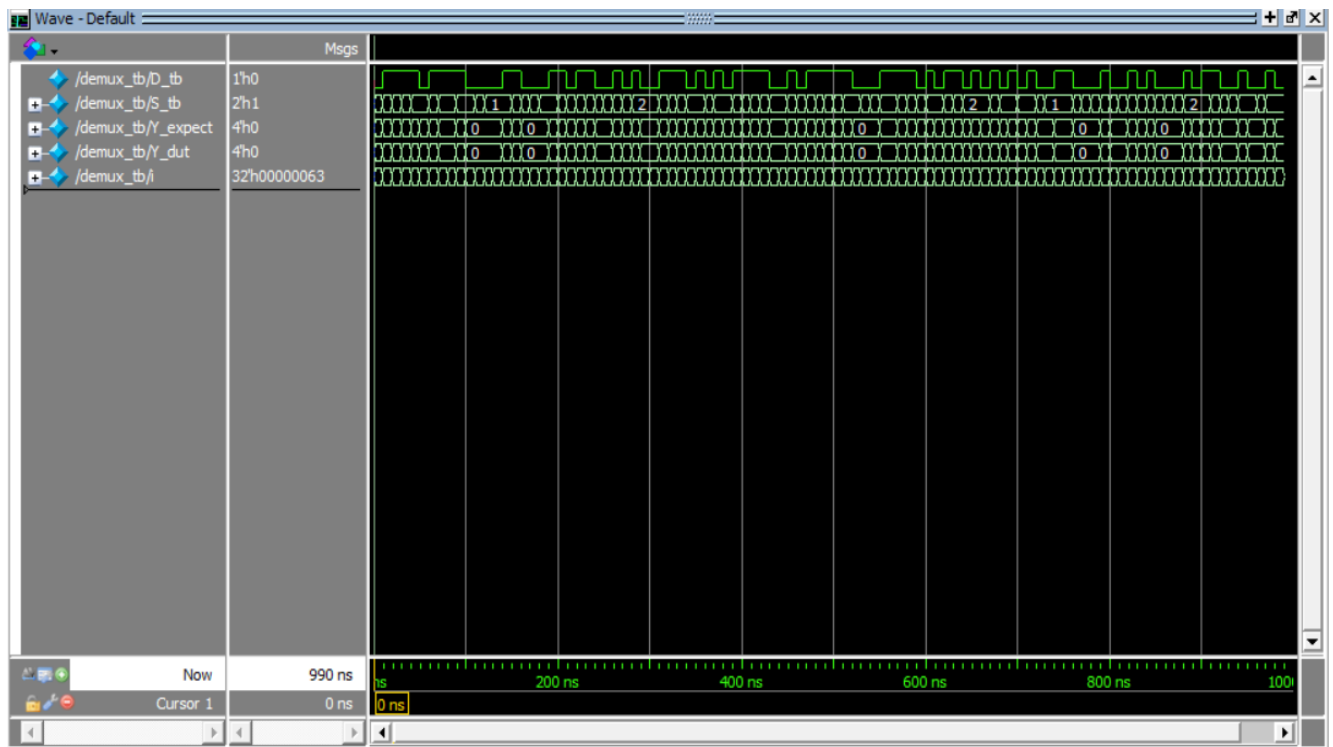 Wave - Default
Msgs
/demux_tb/D_tb 1'h0
/demux_tb/S_tb 2'h1 1 2 2 1 2
/demux_tb/Y_expect 4'h0 0 0 0 0 0
/demux_tb/Y_dut 4'h0 0 0 0 0 0
/demux_tb/i 32'h00000063
Now 990 ns ns 200 ns 400 ns 600 ns 800 ns 100
Cursor 1 0 ns 0 ns